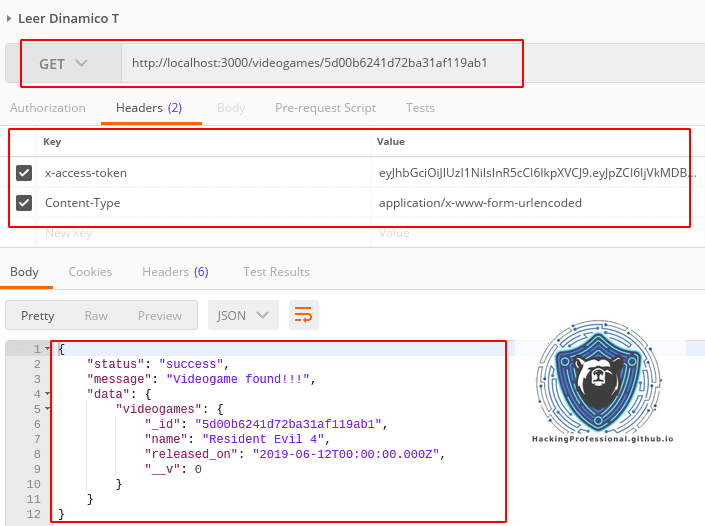 Leer Dinamico T
GET http://localhost:3000/videogames/5d00b6241d72ba31af119ab1
Authorization Headers (2) Body Pre-request Script Tests
Key Value
x-access-token eyJhbGciOiJIUzI1NiIsInR5cCI6IkpXVCJ9.eyJpZCI6IjVkMDB...
Content-Type application/x-www-form-urlencoded
New key Value
Body Cookies Headers (6) Test Results
Pretty Raw Preview JSON
1 {
2 "status": "success",
3 "message": "Videogame found!!!",
4 "data": {
5 "videogames": {
6 "_id": "5d00b6241d72ba31af119ab1",
7 "name": "Resident Evil 4",
8 "released_on": "2019-06-12T00:00:00.000Z",
9 "__v": 0
10 }
11 }
12 }
HackingProfessional.github.io